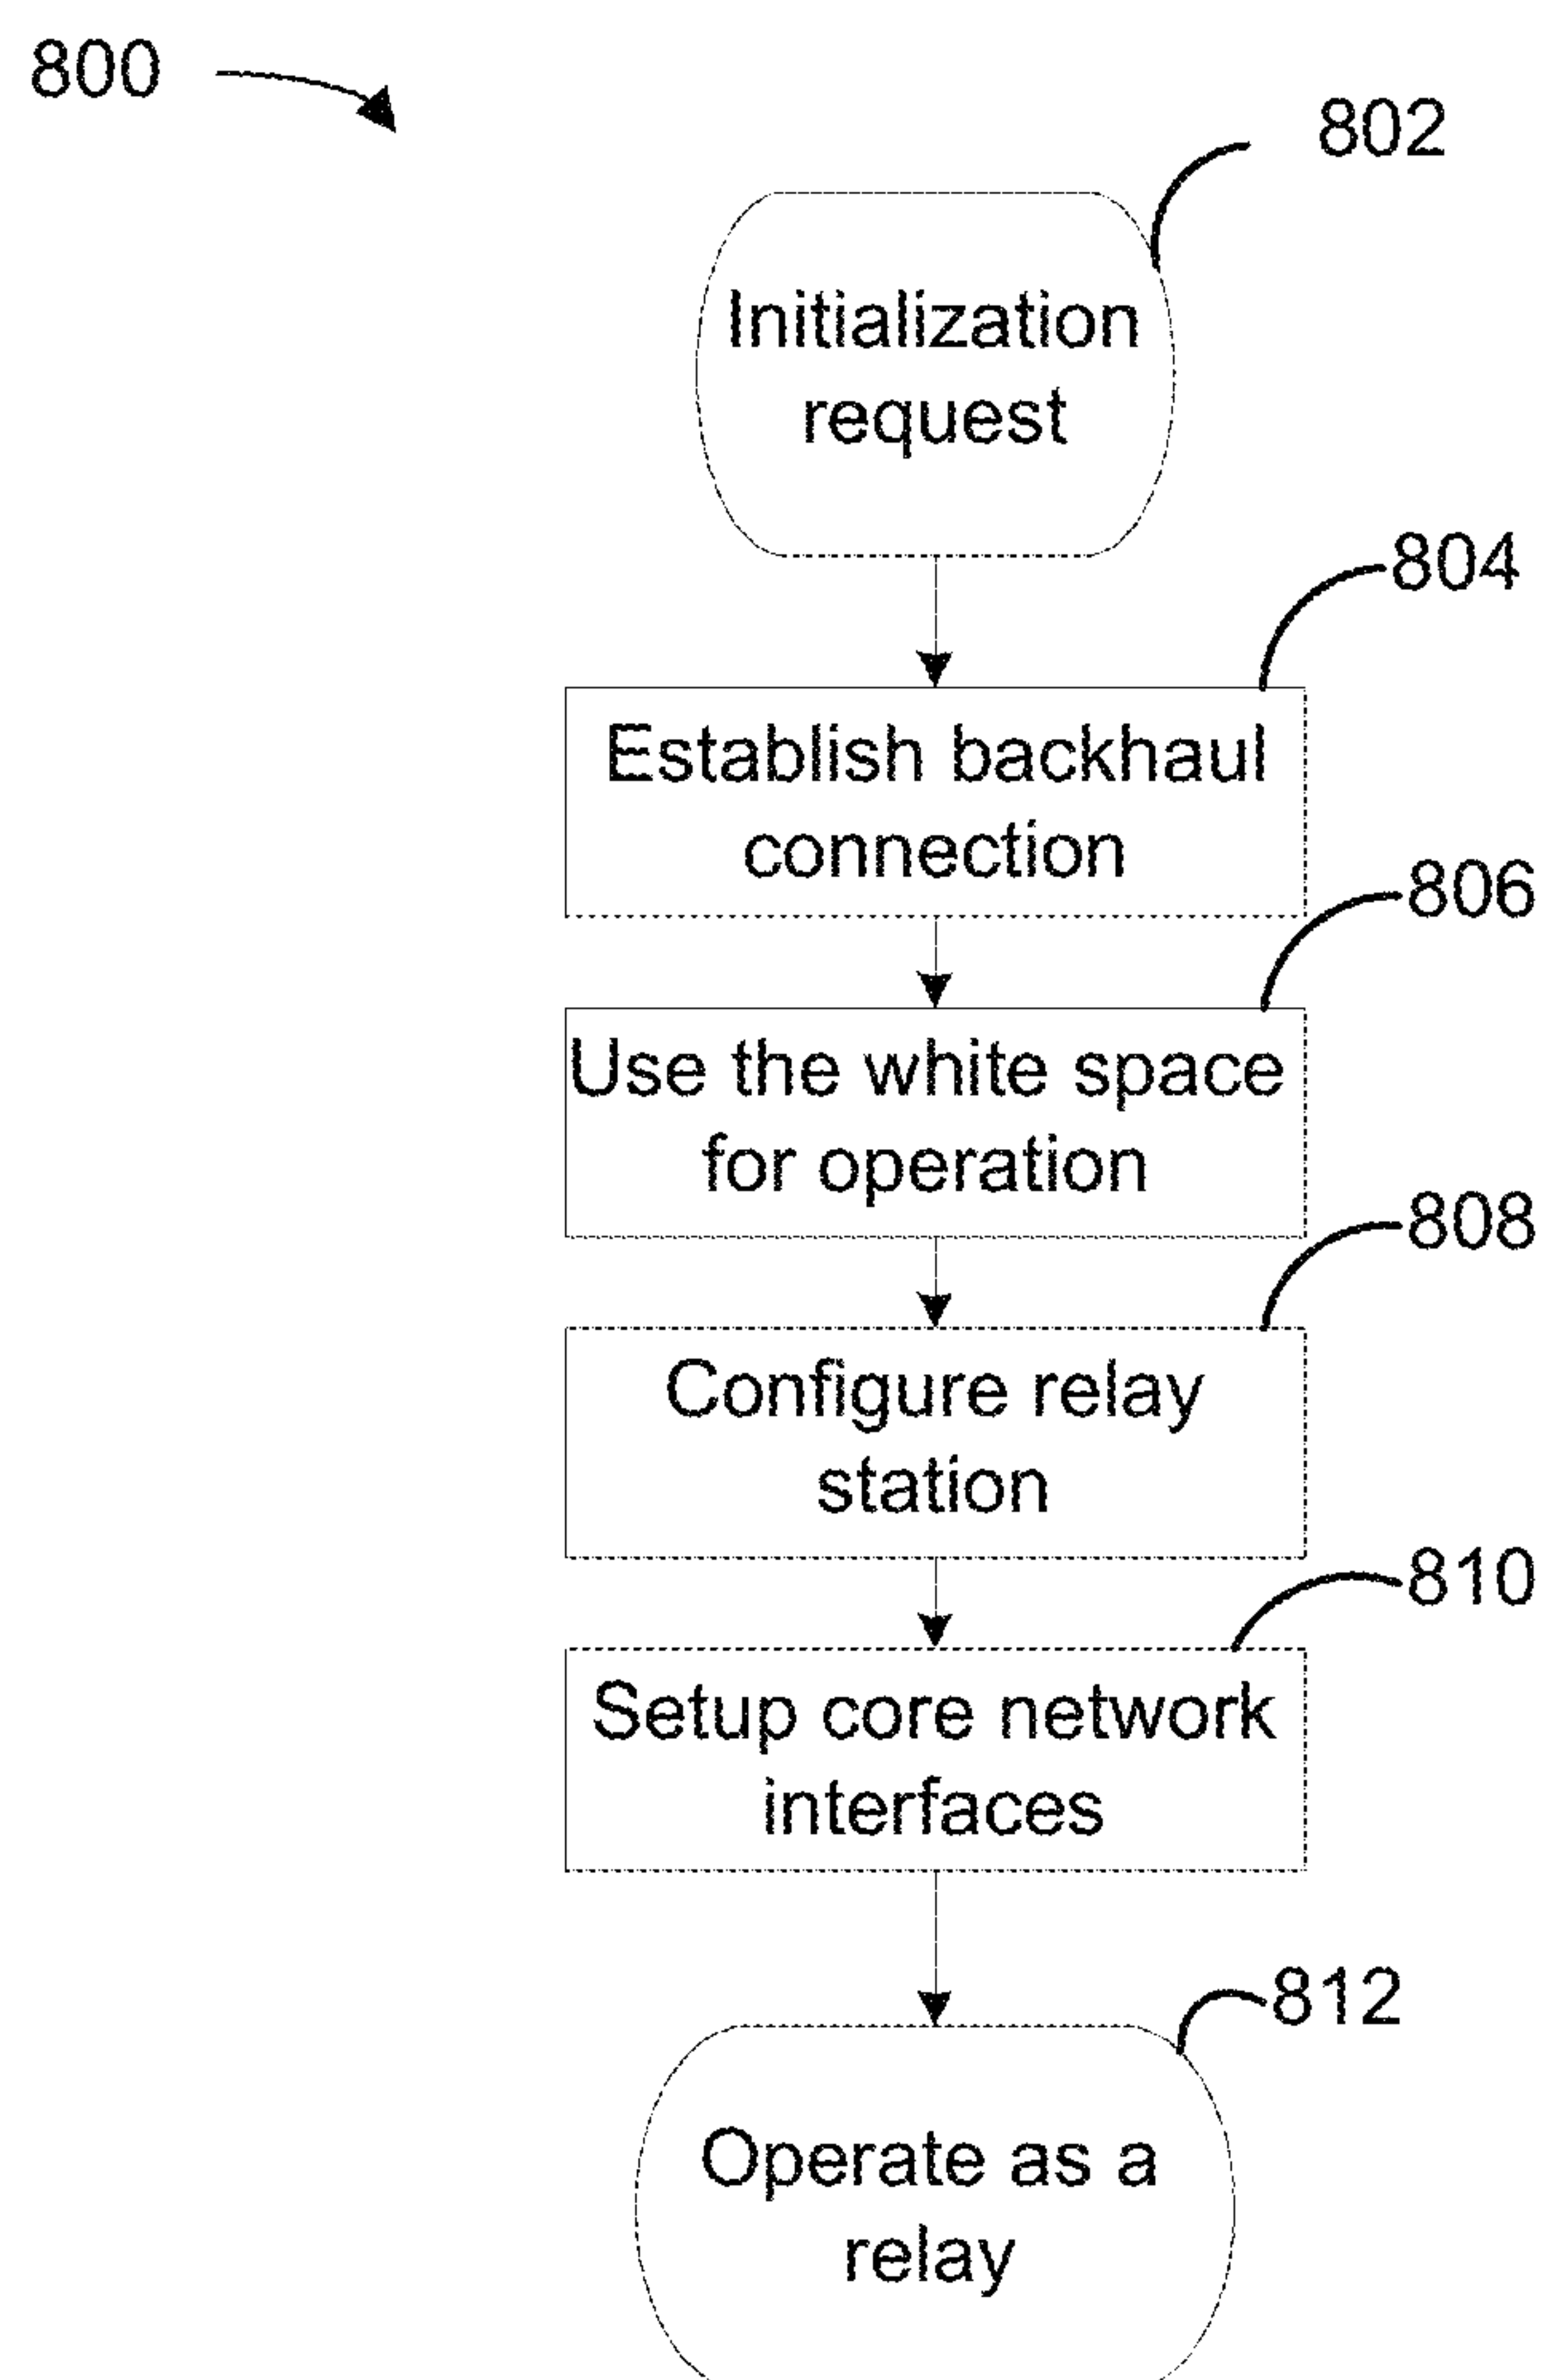 800
802
Initialization
request
804
Establish backhaul
connection
806
Use the white space
for operation
808
Configure relay
station
810
Setup core network
interfaces
812
Operate as a
relay